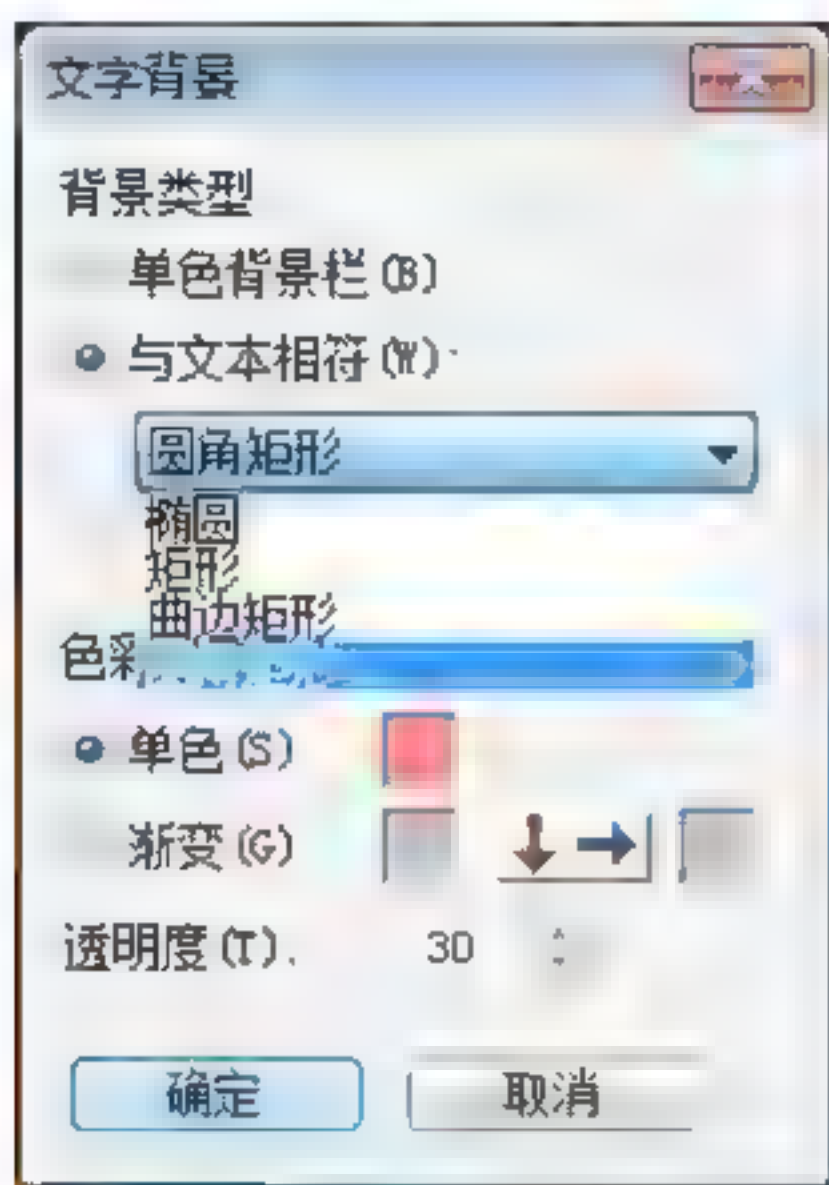 文字背景
背景类型
单色背景栏(B)
与文本相符(W)
圆角矩形
椭圆
矩形
曲边矩形
色彩
单色(S)
渐变(G)
透明度(T). 30
确定 取消